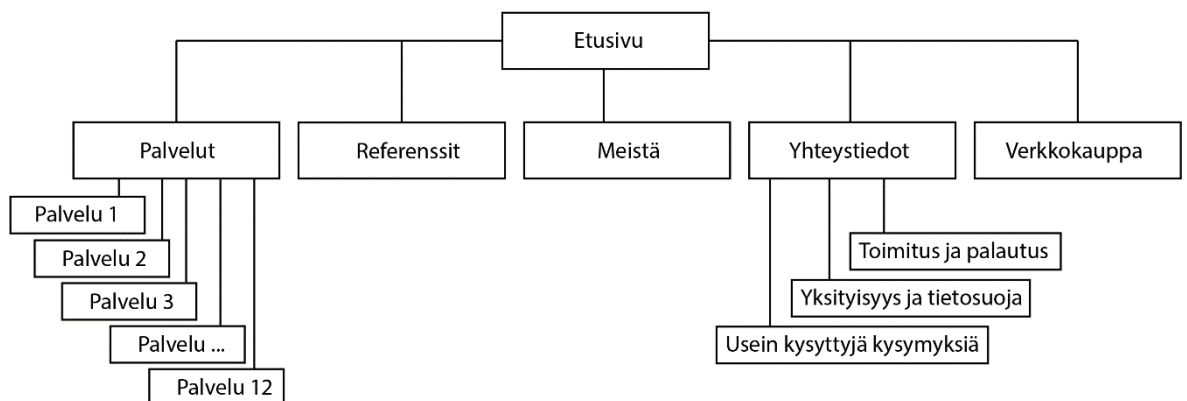 Etusivu
Palvelut
Referenssit
Meistä
Yhteystiedot
Verkkokauppa
Palvelu 1
Palvelu 2
Palvelu 3
Palvelu ...
Palvelu 12
Toimitus ja palautus
Yksityisyys ja tietosuoja
Usein kysyttyjä kysymyksiä